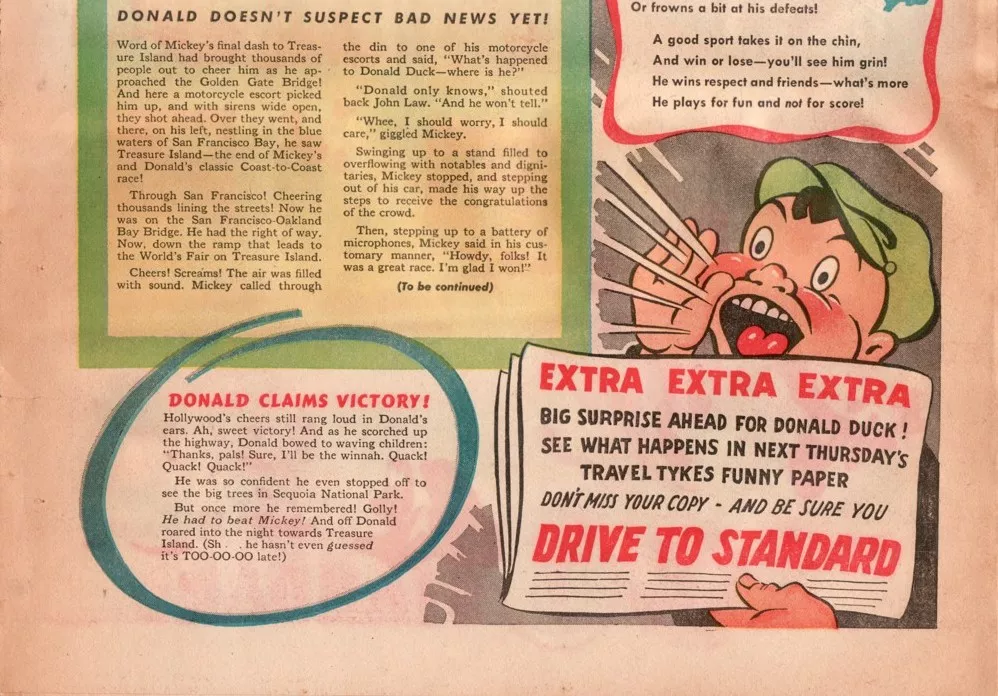 DONALD DOESN'T SUSPECT BAD NEWS YET!
Word of Mickey's final dash to Treas-
ure Island had brought thousands of
people out to cheer him as he ap-
proached the Golden Gate Bridge!
And here a motorcycle escort picked
him up, and with sirens wide open,
they shot ahead. Over they went, and
there, on his left, nestling in the blue
waters of San Francisco Bay, he saw
Treasure Island—the end of Mickey's
and Donald's classic Coast-to-Coast
race!
Through San Francisco! Cheering
thousands lining the streets! Now he
was on the San Francisco-Oakland
Bay Bridge. He had the right of way.
Now, down the ramp that leads to
the World's Fair on Treasure Island.
Cheers! Screams! The air was filled
with sound. Mickey called through
the din to one of his motorcycle
escorts and said, "What's happened
to Donald Duck—where is he?"
"Donald only knows," shouted
back John Law. "And he won't tell."
"Whee, I should worry, I should
care," giggled Mickey.
Swinging up to a stand filled to
overflowing with notables and digni-
taries, Mickey stopped, and stepping
out of his car, made his way up the
steps to receive the congratulations
of the crowd.
Then, stepping up to a battery of
microphones, Mickey said in his cus-
tomary manner, "Howdy, folks! It
was a great race. I'm glad I won!"
(To be continued)
Or frowns a bit at his defeats!
A good sport takes it on the chin,
And win or lose—you'll see him grin!
He wins respect and friends—what's more
He plays for fun and not for score!
DONALD CLAIMS VICTORY!
Hollywood's cheers still rang loud in Donald's
ears. Ah, sweet victory! And as he scorched up
the highway, Donald bowed to waving children:
"Thanks, pals! Sure, I'll be the winnah. Quack!
Quack! Quack!"
He was so confident he even stopped off to
see the big trees in Sequoia National Park.
But once more he remembered! Golly!
He had to beat Mickey! And off Donald
roared into the night towards Treasure
Island. (Sh . . he hasn't even guessed
it's TOO-OO-OO late!)
EXTRA EXTRA EXTRA
BIG SURPRISE AHEAD FOR DONALD DUCK!
SEE WHAT HAPPENS IN NEXT THURSDAY'S
TRAVEL TYKES FUNNY PAPER
DON'T MISS YOUR COPY - AND BE SURE YOU
DRIVE TO STANDARD